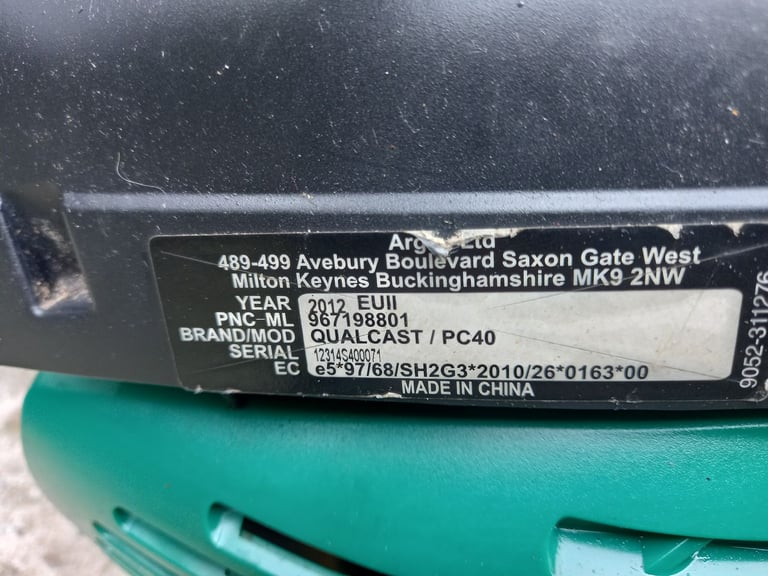 Ltd
489-499 Avebury Boulevard Saxon Gate West
Milton Keynes Buckinghamshire MK9 2NW
YEAR 2012 EUII
PNC-ML 967198801
BRAND/MOD QUALCAST / PC40
SERIAL 12314S400071
EC e5*97/68/SH2G3*2010/26*0163*00
MADE IN CHINA
9052-311276